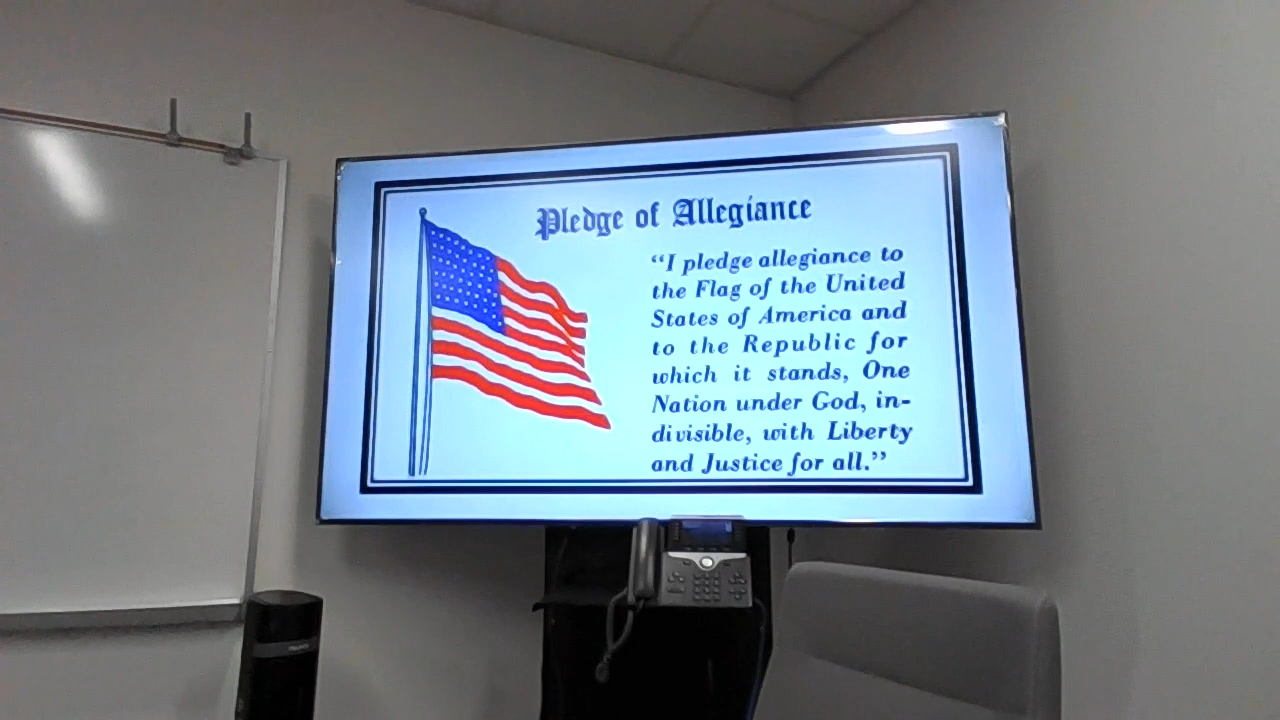 Pledge of Allegiance
“I pledge allegiance to
the Flag of the United
States of America and
to the Republic for
which it stands, One
Nation under God, in-
divisible, with Liberty
and Justice for all.”